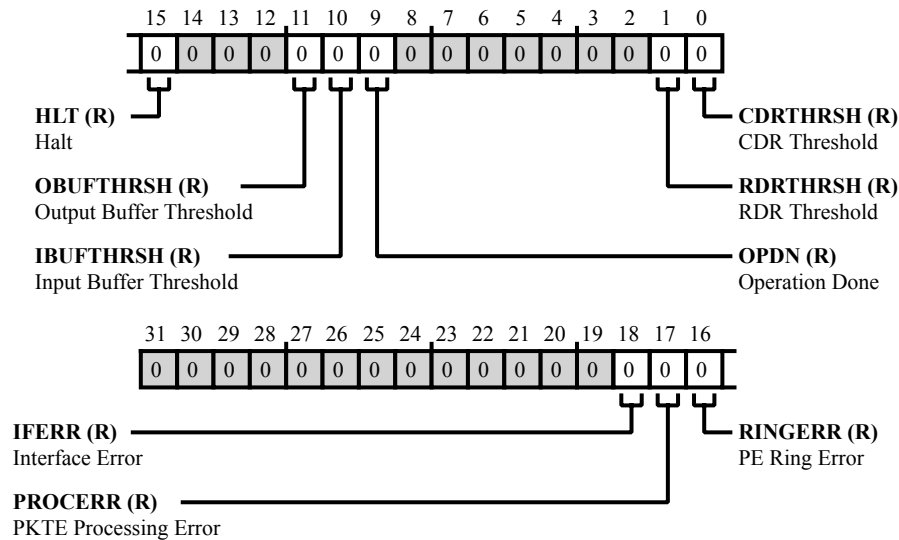 15 14 13 12 11 10 9 8 7 6 5 4 3 2 1 0
0 0 0 0 0 0 0 0 0 0 0 0 0 0 0 0
HLT (R)
Halt
CDRTHRSH (R)
CDR Threshold
OBUFTHRSH (R)
Output Buffer Threshold
RDRTHRSH (R)
RDR Threshold
IBUFTHRSH (R)
Input Buffer Threshold
OPDN (R)
Operation Done
31 30 29 28 27 26 25 24 23 22 21 20 19 18 17 16
0 0 0 0 0 0 0 0 0 0 0 0 0 0 0 0
IFERR (R)
Interface Error
RINGERR (R)
PE Ring Error
PROCERR (R)
PKTE Processing Error